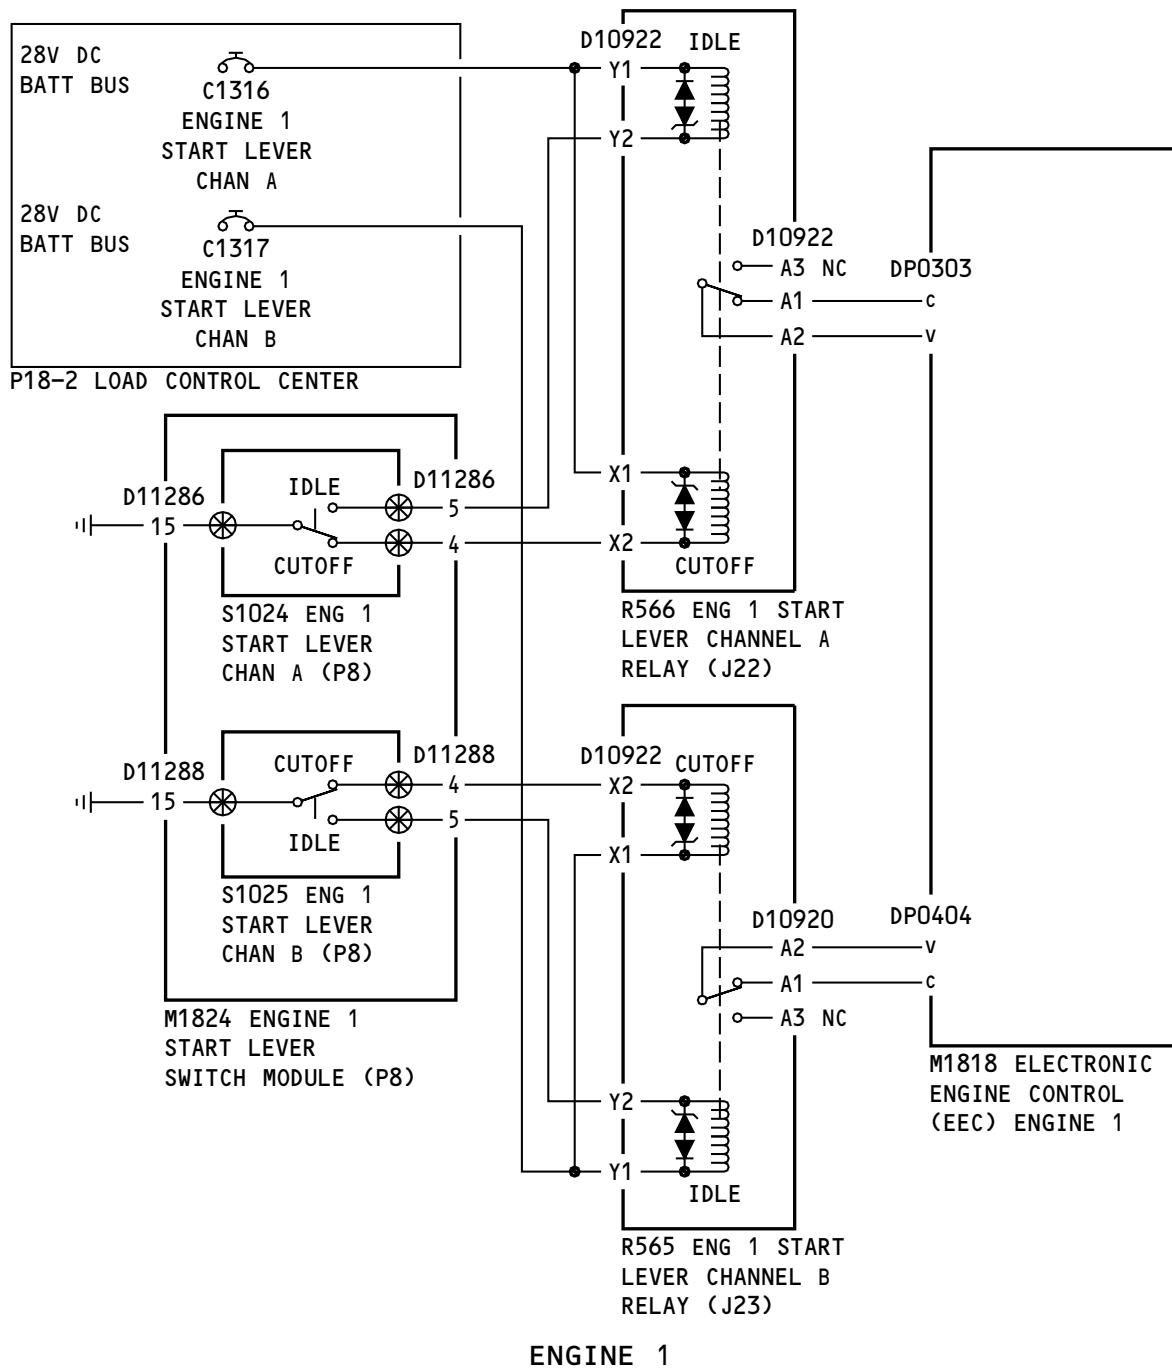 28V DC
BATT BUS
C1316
ENGINE 1
START LEVER
CHAN A
28V DC
BATT BUS
C1317
ENGINE 1
START LEVER
CHAN B
P18-2 LOAD CONTROL CENTER
D10922
IDLE
Y1
Y2
D10922
A3 NC
A1
A2
DP0303
C
V
X1
X2
CUTOFF
R566 ENG 1 START
LEVER CHANNEL A
RELAY (J22)
D11286
15
IDLE
CUTOFF
D11286
5
4
S1024 ENG 1
START LEVER
CHAN A (P8)
D11288
15
CUTOFF
IDLE
D11288
4
5
S1025 ENG 1
START LEVER
CHAN B (P8)
M1824 ENGINE 1
START LEVER
SWITCH MODULE (P8)
D10922
CUTOFF
X2
X1
D10920
A2
A1
A3 NC
DP0404
V
C
Y2
Y1
IDLE
R565 ENG 1 START
LEVER CHANNEL B
RELAY (J23)
M1818 ELECTRONIC
ENGINE CONTROL
(EEC) ENGINE 1
ENGINE 1